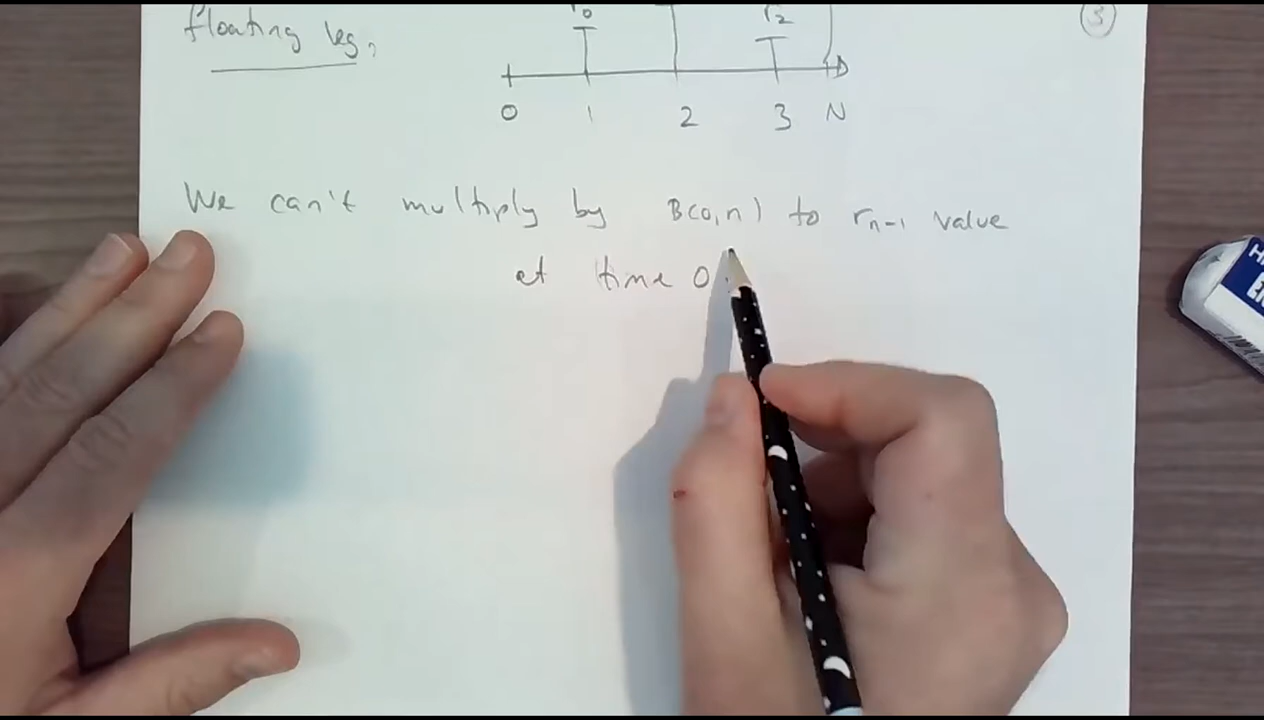 floating leg,
r₀ r₂
③
0 1 2 3 N
We can't multiply by B(0,n) to rₙ₋₁ value
at time 0.